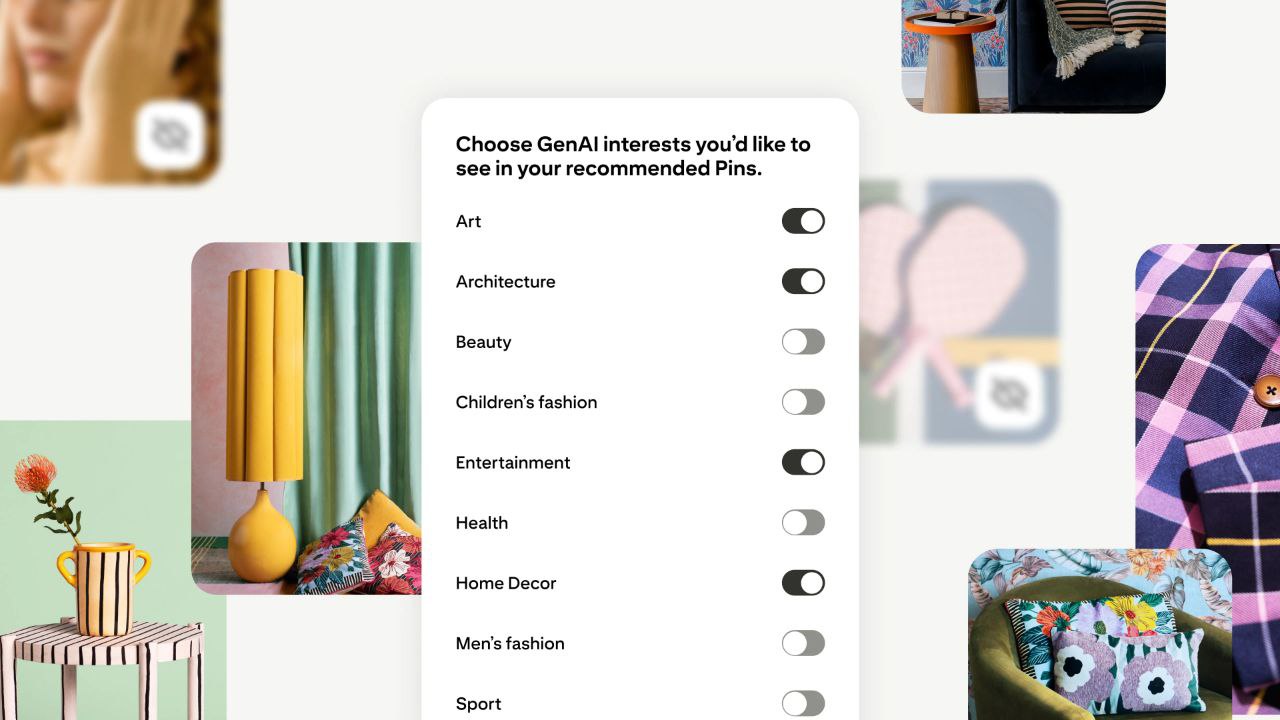 Choose GenAI interests you’d like to
see in your recommended Pins.
Art
Architecture
Beauty
Children’s fashion
Entertainment
Health
Home Decor
Men’s fashion
Sport